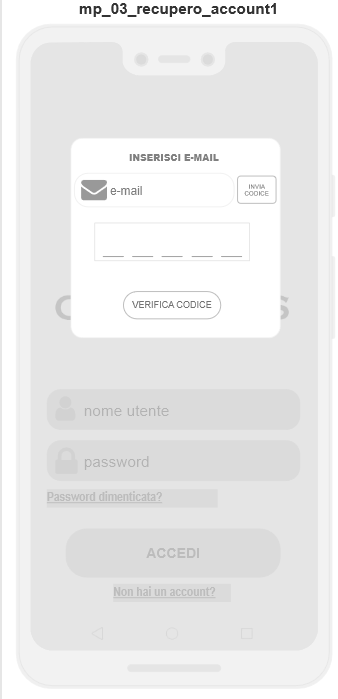 mp_03_recupero_account1
INSERISCI E-MAIL
e-mail
INVIA
CODICE
VERIFICA CODICE
nome utente
password
Password dimenticata?
ACCEDI
Non hai un account?